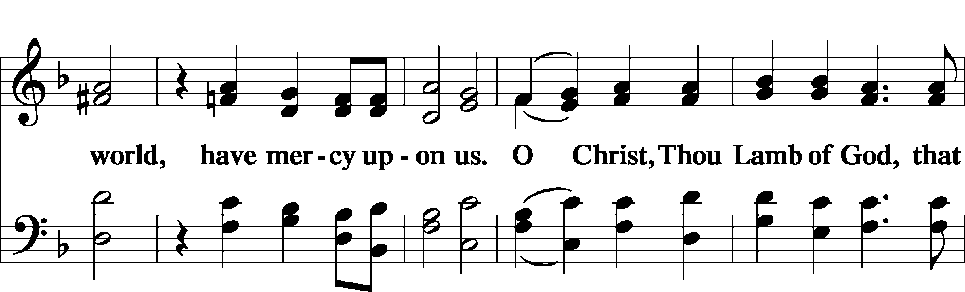 world, have mer - cy up - on us. O Christ, Thou Lamb of God, that